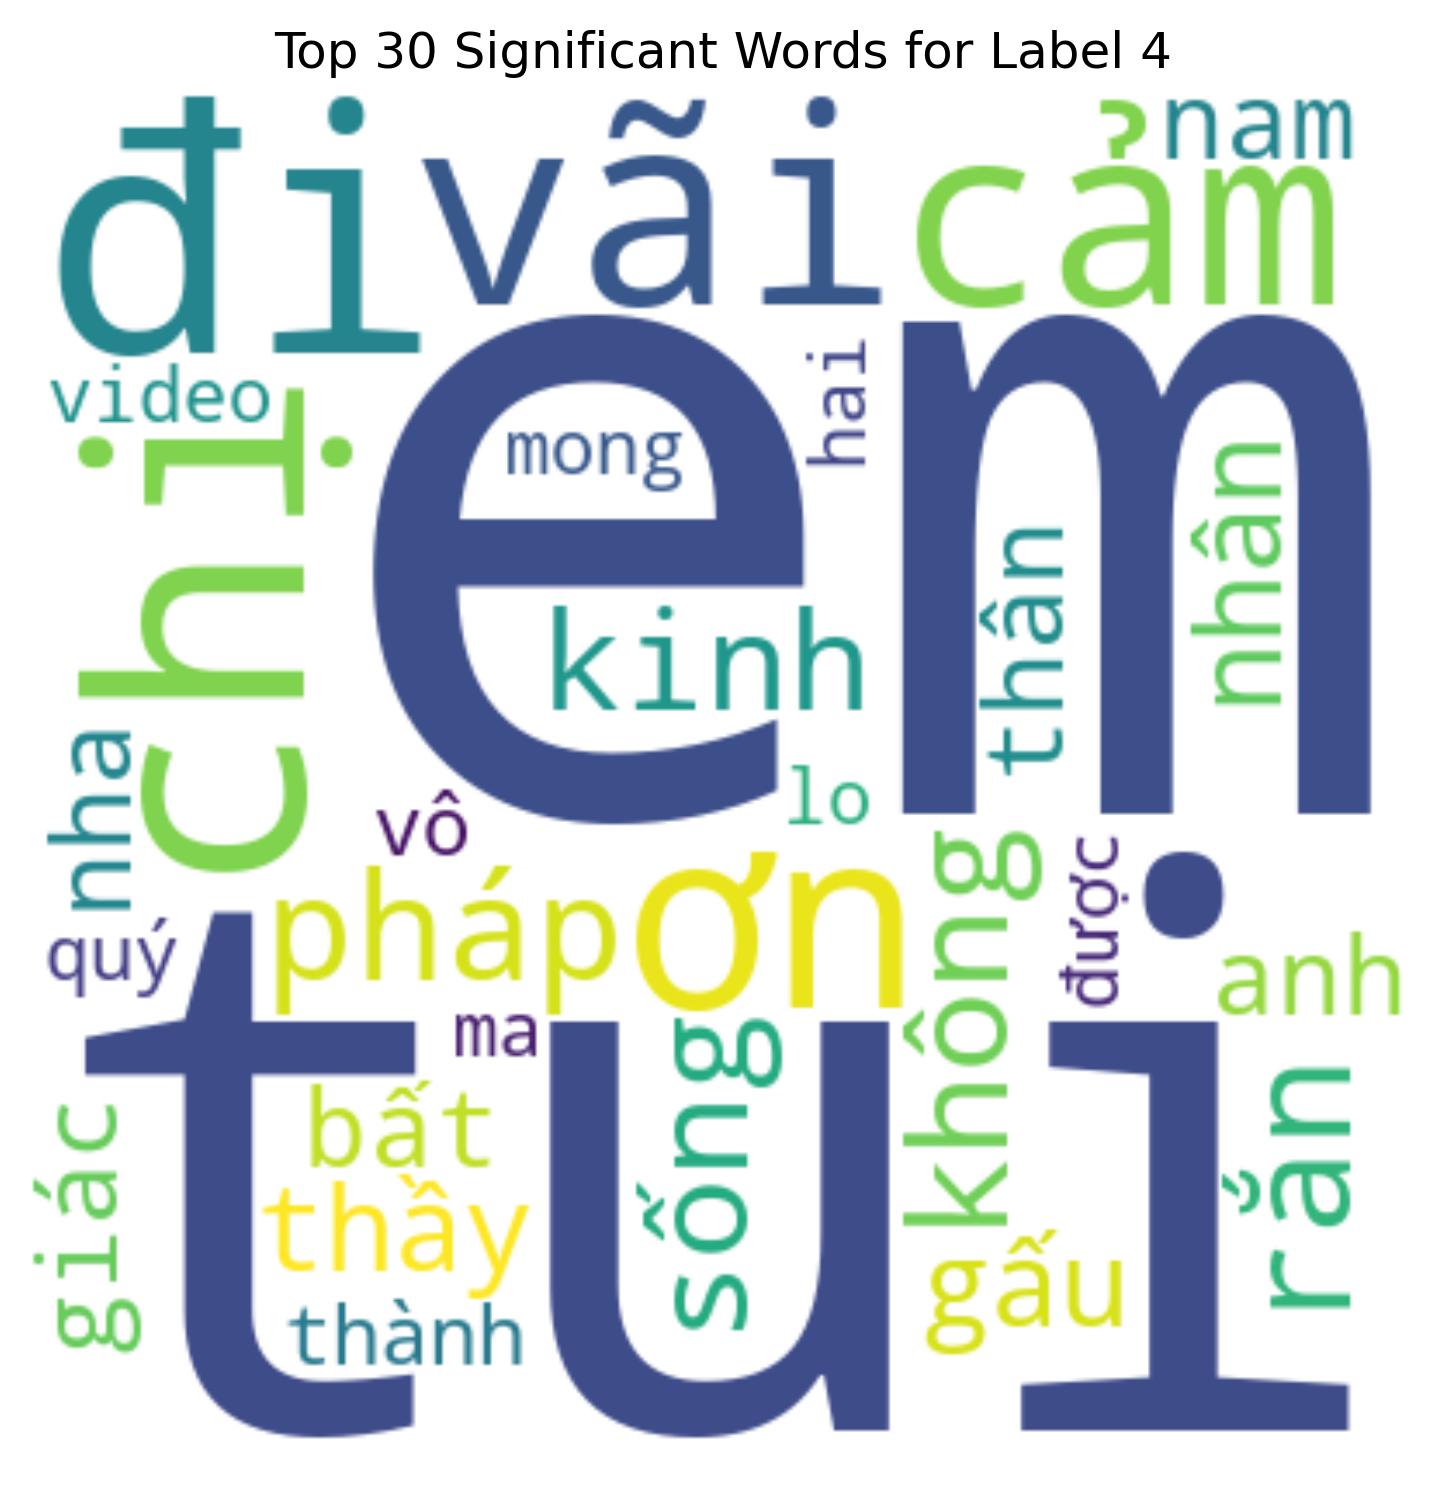 Top 30 Significant Words for Label 4
đi
vãi
cảm
nam
video
chị
em
mong
hai
nhân
thân
kinh
nha
lo
vô
pháp
ơn
không
được
quý
anh
tui
ma
sống
rắn
giác
bất
thầy
gấu
thành